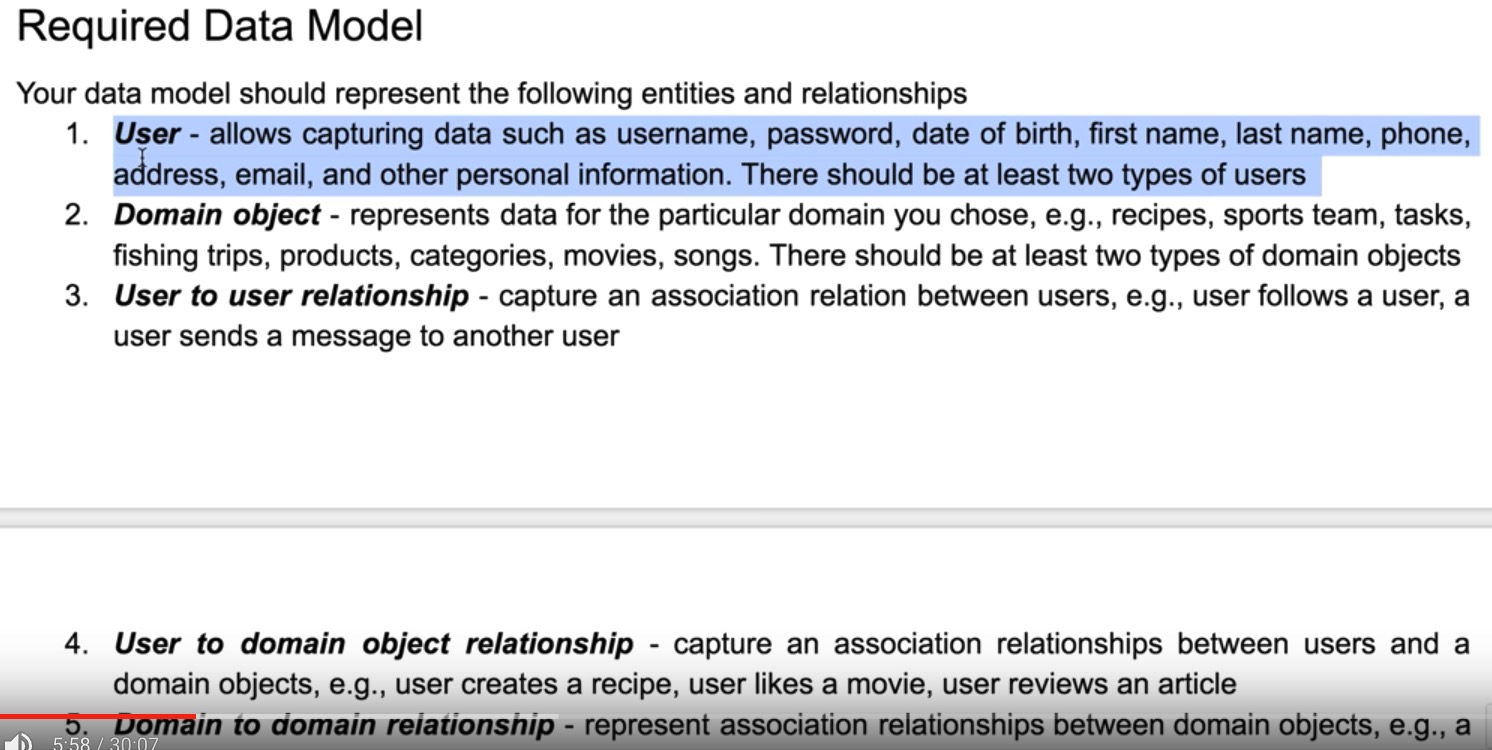 Required Data Model
Your data model should represent the following entities and relationships
1. User - allows capturing data such as username, password, date of birth, first name, last name, phone,
address, email, and other personal information. There should be at least two types of users
2. Domain object - represents data for the particular domain you chose, e.g., recipes, sports team, tasks,
fishing trips, products, categories, movies, songs. There should be at least two types of domain objects
3. User to user relationship - capture an association relation between users, e.g., user follows a user, a
user sends a message to another user
4. User to domain object relationship - capture an association relationships between users and a
domain objects, e.g., user creates a recipe, user likes a movie, user reviews an article
5. Domain to domain relationship - represent association relationships between domain objects, e.g., a
5:58 / 30:07